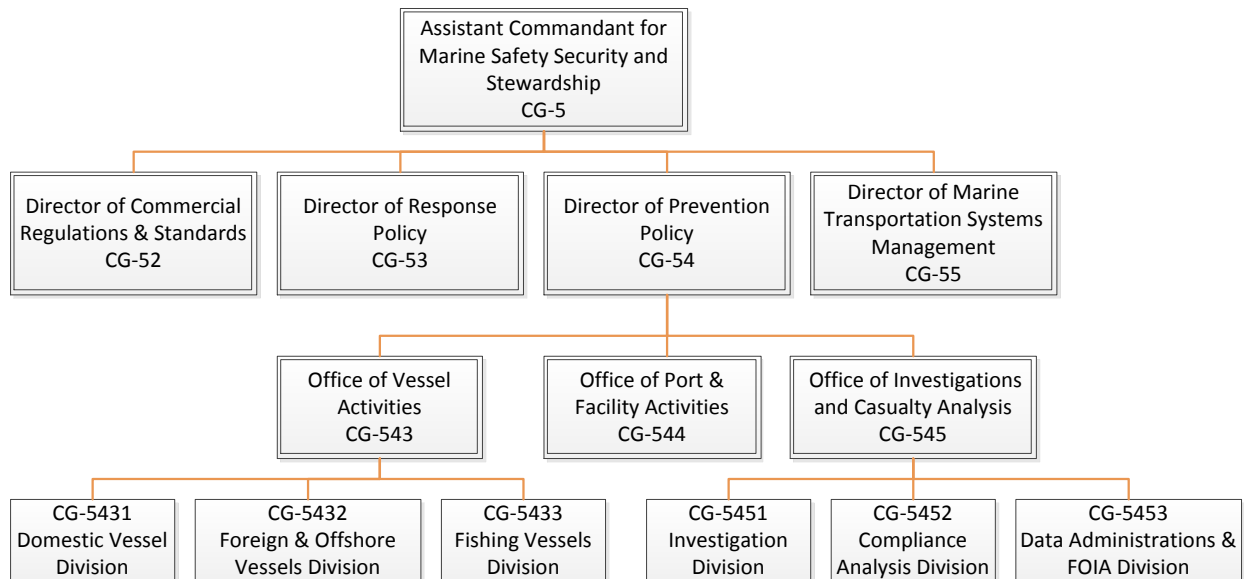 Assistant Commandant for
Marine Safety Security and
Stewardship
CG-5
Director of Commercial
Regulations & Standards
CG-52
Director of Response
Policy
CG-53
Director of Prevention
Policy
CG-54
Director of Marine
Transportation Systems
Management
CG-55
Office of Vessel
Activities
CG-543
Office of Port &
Facility Activities
CG-544
Office of Investigations
and Casualty Analysis
CG-545
CG-5431
Domestic Vessel
Division
CG-5432
Foreign & Offshore
Vessels Division
CG-5433
Fishing Vessels
Division
CG-5451
Investigation
Division
CG-5452
Compliance
Analysis Division
CG-5453
Data Administrations &
FOIA Division